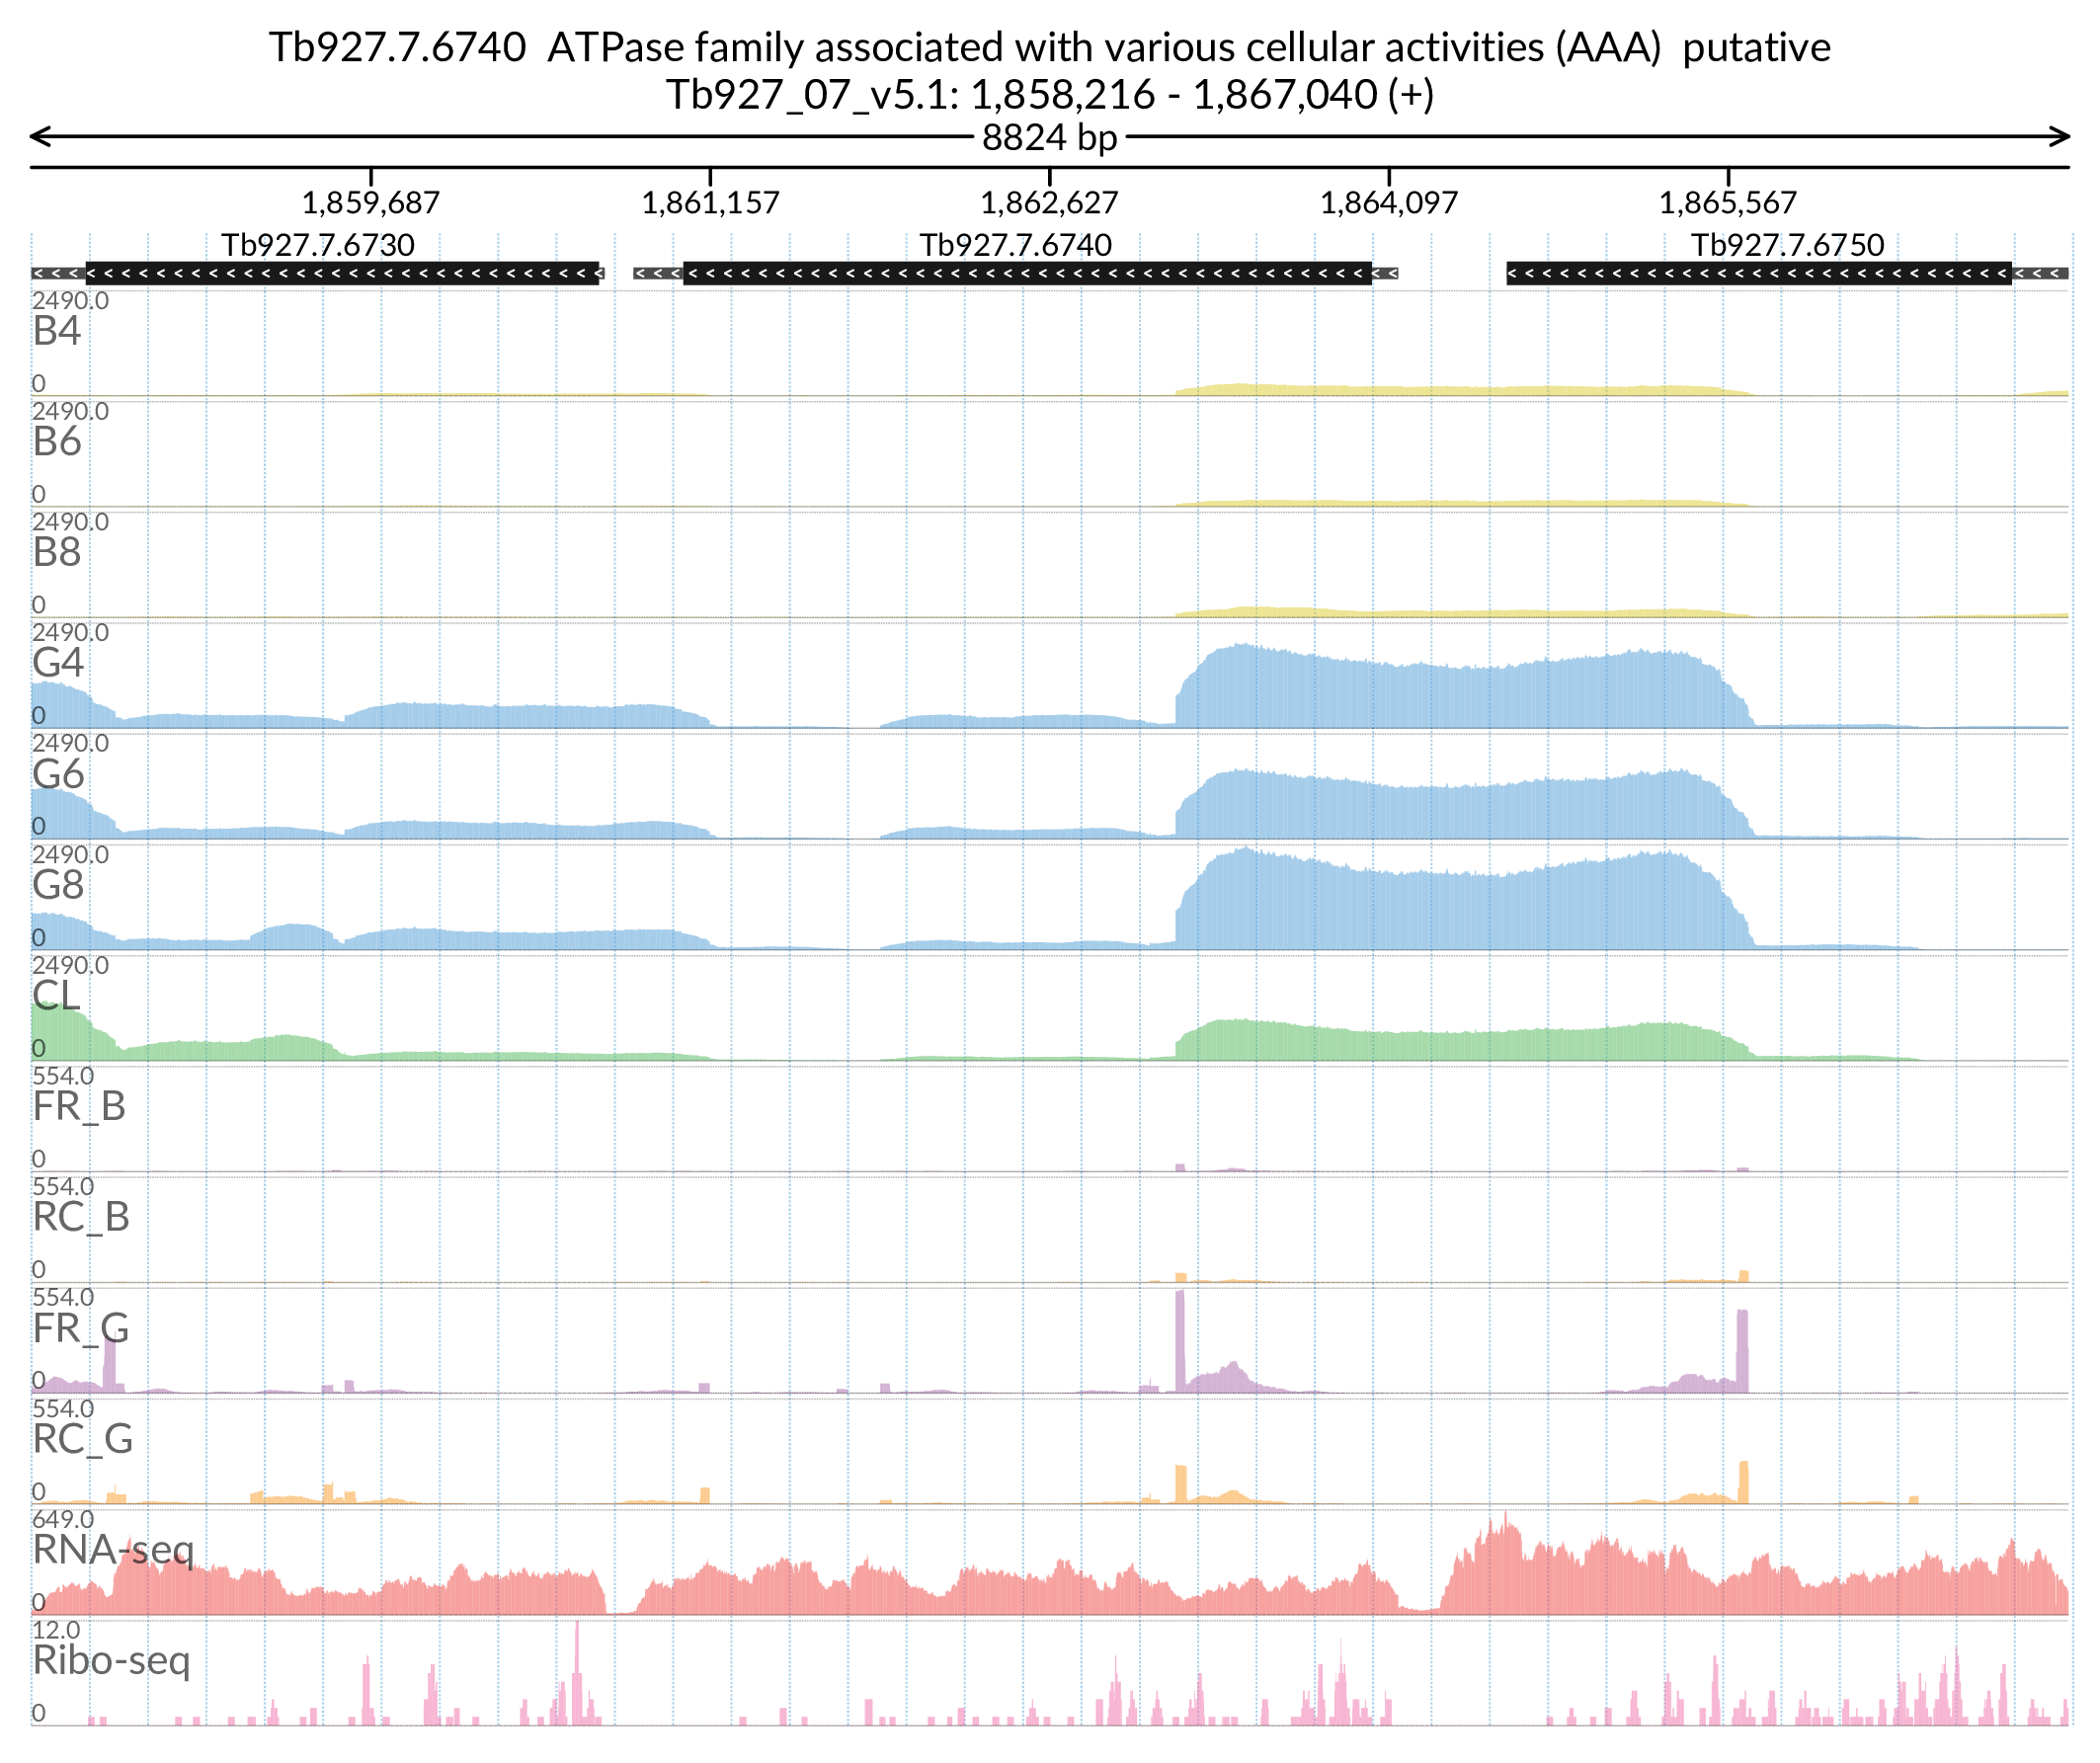 Tb927.7.6740  ATPase family associated with various cellular activities (AAA)  putative
Tb927_07_v5.1: 1,858,216 - 1,867,040 (+)
8824 bp
1,859,687 1,861,157 1,862,627 1,864,097 1,865,567
Tb927.7.6730 Tb927.7.6740 Tb927.7.6750
2490.0
B4
0
2490.0
B6
0
2490.0
B8
0
2490.0
G4
0
2490.0
G6
0
2490.0
G8
0
2490.0
CL
0
554.0
FR_B
0
554.0
RC_B
0
554.0
FR_G
0
554.0
RC_G
0
649.0
RNA-seq
0
12.0
Ribo-seq
0